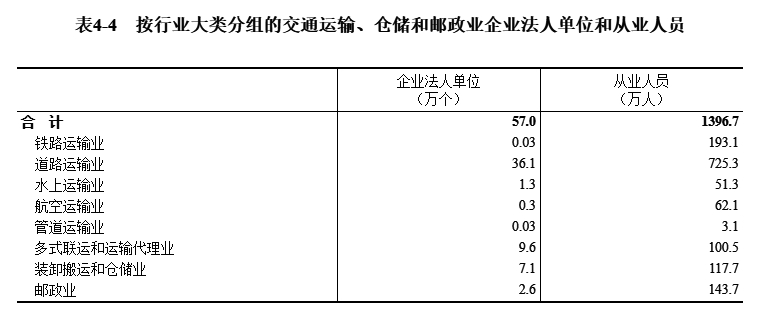 表4-4 按行业大类分组的交通运输、仓储和邮政业企业法人单位和从业人员
企业法人单位 从业人员
（万个） （万人）
合 计 57.0 1396.7
铁路运输业 0.03 193.1
道路运输业 36.1 725.3
水上运输业 1.3 51.3
航空运输业 0.3 62.1
管道运输业 0.03 3.1
多式联运和运输代理业 9.6 100.5
装卸搬运和仓储业 7.1 117.7
邮政业 2.6 143.7